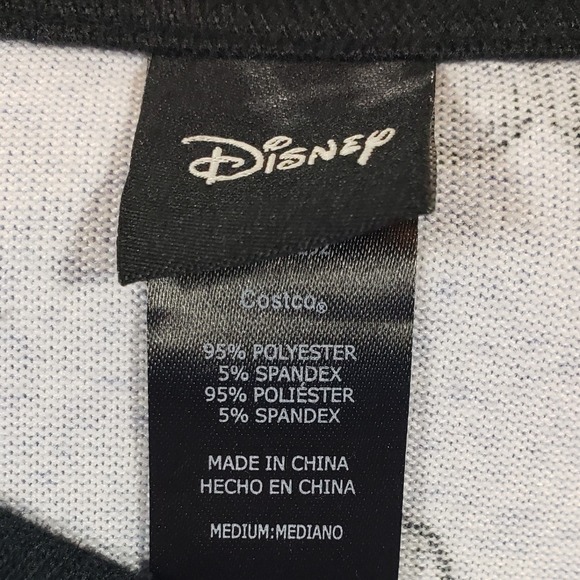 Disney
Costco®
95% POLYESTER
5% SPANDEX
95% POLIÉSTER
5% SPANDEX
MADE IN CHINA
HECHO EN CHINA
MEDIUM:MEDIANO